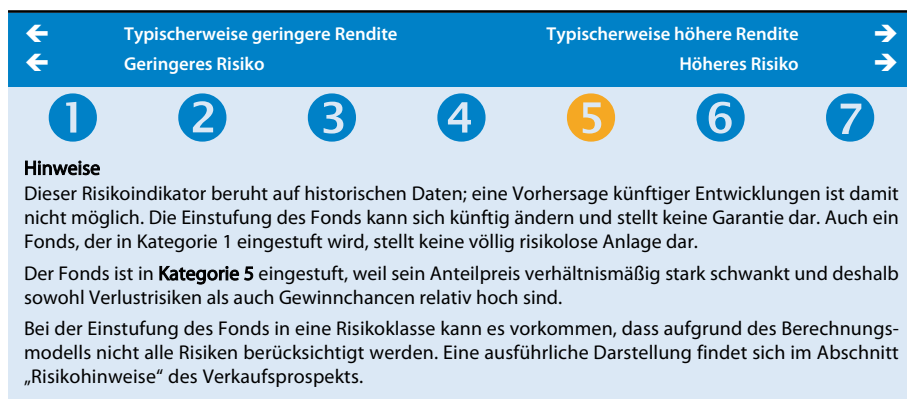 ← Typischerweise geringere Rendite Typischerweise höhere Rendite →
← Geringeres Risiko Höheres Risiko →
1 2 3 4 5 6 7
Hinweise
Dieser Risikoindikator beruht auf historischen Daten; eine Vorhersage künftiger Entwicklungen ist damit
nicht möglich. Die Einstufung des Fonds kann sich künftig ändern und stellt keine Garantie dar. Auch ein
Fonds, der in Kategorie 1 eingestuft wird, stellt keine völlig risikolose Anlage dar.
Der Fonds ist in Kategorie 5 eingestuft, weil sein Anteilpreis verhältnismäßig stark schwankt und deshalb
sowohl Verlustrisiken als auch Gewinnchancen relativ hoch sind.
Bei der Einstufung des Fonds in eine Risikoklasse kann es vorkommen, dass aufgrund des Berechnungs-
modells nicht alle Risiken berücksichtigt werden. Eine ausführliche Darstellung findet sich im Abschnitt
„Risikohinweise“ des Verkaufsprospekts.